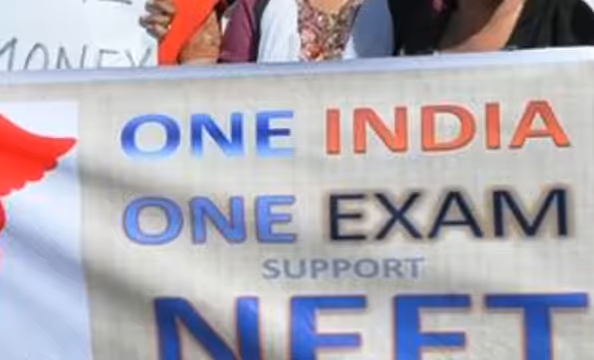 MONEY
ONE INDIA
ONE EXAM
SUPPORT
NEET